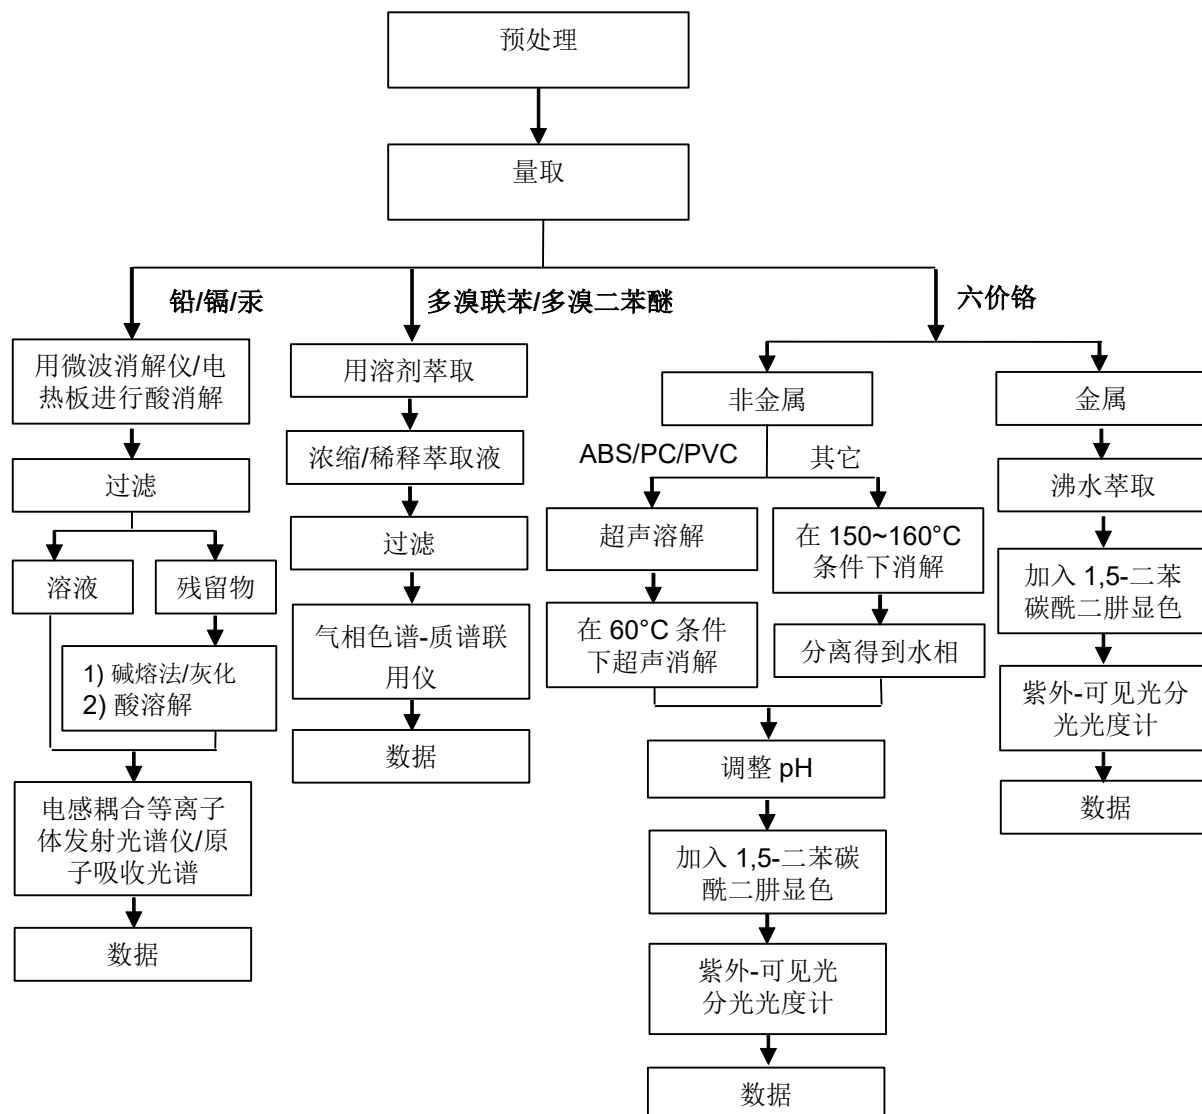 预处理
量取
铅/镉/汞
多溴联苯/多溴二苯醚
六价铬
用微波消解仪/电
热板进行酸消解
过滤
溶液
残留物
1) 碱熔法/灰化
2) 酸溶解
电感耦合等离子
体发射光谱仪/原
子吸收光谱
数据
用溶剂萃取
浓缩/稀释萃取液
过滤
气相色谱-质谱联
用仪
数据
非金属
ABS/PC/PVC
其它
超声溶解
在 60°C 条件
下超声消解
在 150~160°C
条件下消解
分离得到水相
调整 pH
加入 1,5-二苯碳
酰二肼显色
紫外-可见光
分光光度计
数据
金属
沸水萃取
加入 1,5-二苯
碳酰二肼显色
紫外-可见光分
光光度计
数据